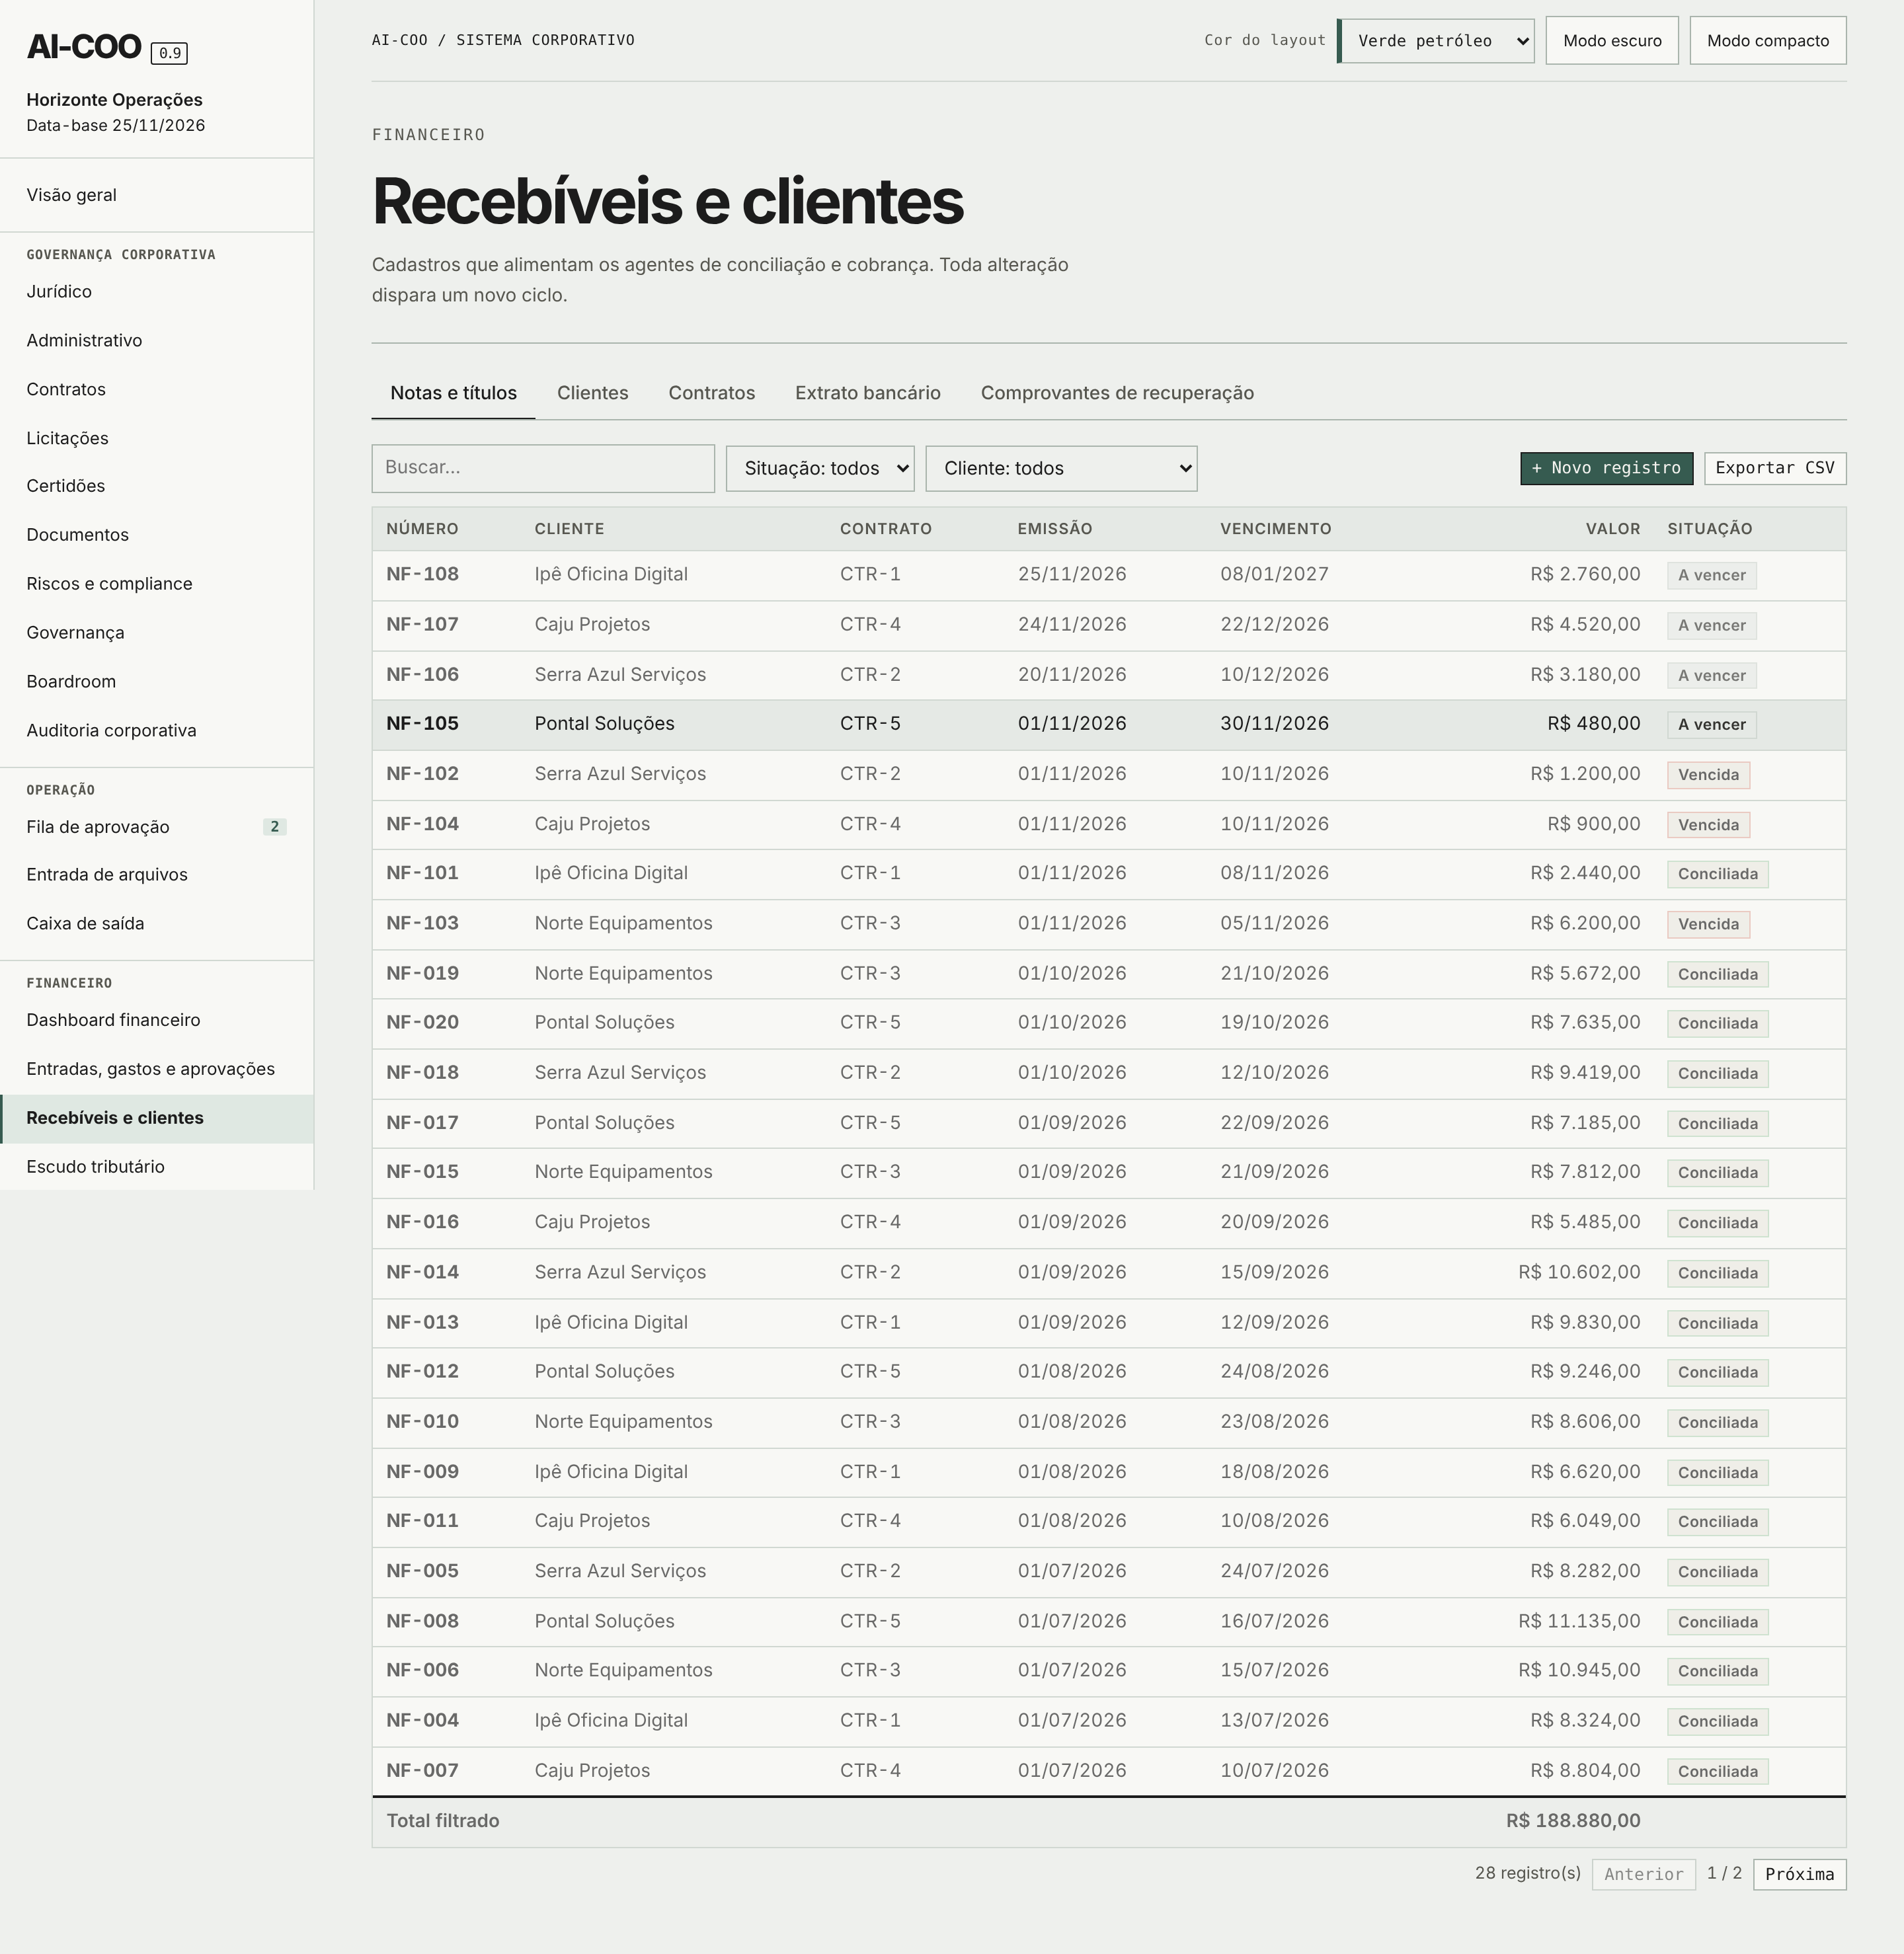 AI-COO 0.9
Horizonte Operações
Data-base 25/11/2026
Visão geral
GOVERNANÇA CORPORATIVA
Jurídico
Administrativo
Contratos
Licitações
Certidões
Documentos
Riscos e compliance
Governança
Boardroom
Auditoria corporativa
OPERAÇÃO
Fila de aprovação 2
Entrada de arquivos
Caixa de saída
FINANCEIRO
Dashboard financeiro
Entradas, gastos e aprovações
Recebíveis e clientes
Escudo tributário
AI-COO / SISTEMA CORPORATIVO Cor do layout Verde petróleo Modo escuro Modo compacto
FINANCEIRO
Recebíveis e clientes
Cadastros que alimentam os agentes de conciliação e cobrança. Toda alteração
dispara um novo ciclo.
Notas e títulos Clientes Contratos Extrato bancário Comprovantes de recuperação
Buscar... Situação: todos Cliente: todos + Novo registro Exportar CSV
NÚMERO CLIENTE CONTRATO EMISSÃO VENCIMENTO VALOR SITUAÇÃO
NF-108 Ipê Oficina Digital CTR-1 25/11/2026 08/01/2027 R$ 2.760,00 A vencer
NF-107 Caju Projetos CTR-4 24/11/2026 22/12/2026 R$ 4.520,00 A vencer
NF-106 Serra Azul Serviços CTR-2 20/11/2026 10/12/2026 R$ 3.180,00 A vencer
NF-105 Pontal Soluções CTR-5 01/11/2026 30/11/2026 R$ 480,00 A vencer
NF-102 Serra Azul Serviços CTR-2 01/11/2026 10/11/2026 R$ 1.200,00 Vencida
NF-104 Caju Projetos CTR-4 01/11/2026 10/11/2026 R$ 900,00 Vencida
NF-101 Ipê Oficina Digital CTR-1 01/11/2026 08/11/2026 R$ 2.440,00 Conciliada
NF-103 Norte Equipamentos CTR-3 01/11/2026 05/11/2026 R$ 6.200,00 Vencida
NF-019 Norte Equipamentos CTR-3 01/10/2026 21/10/2026 R$ 5.672,00 Conciliada
NF-020 Pontal Soluções CTR-5 01/10/2026 19/10/2026 R$ 7.635,00 Conciliada
NF-018 Serra Azul Serviços CTR-2 01/10/2026 12/10/2026 R$ 9.419,00 Conciliada
NF-017 Pontal Soluções CTR-5 01/09/2026 22/09/2026 R$ 7.185,00 Conciliada
NF-015 Norte Equipamentos CTR-3 01/09/2026 21/09/2026 R$ 7.812,00 Conciliada
NF-016 Caju Projetos CTR-4 01/09/2026 20/09/2026 R$ 5.485,00 Conciliada
NF-014 Serra Azul Serviços CTR-2 01/09/2026 15/09/2026 R$ 10.602,00 Conciliada
NF-013 Ipê Oficina Digital CTR-1 01/09/2026 12/09/2026 R$ 9.830,00 Conciliada
NF-012 Pontal Soluções CTR-5 01/08/2026 24/08/2026 R$ 9.246,00 Conciliada
NF-010 Norte Equipamentos CTR-3 01/08/2026 23/08/2026 R$ 8.606,00 Conciliada
NF-009 Ipê Oficina Digital CTR-1 01/08/2026 18/08/2026 R$ 6.620,00 Conciliada
NF-011 Caju Projetos CTR-4 01/08/2026 10/08/2026 R$ 6.049,00 Conciliada
NF-005 Serra Azul Serviços CTR-2 01/07/2026 24/07/2026 R$ 8.282,00 Conciliada
NF-008 Pontal Soluções CTR-5 01/07/2026 16/07/2026 R$ 11.135,00 Conciliada
NF-006 Norte Equipamentos CTR-3 01/07/2026 15/07/2026 R$ 10.945,00 Conciliada
NF-004 Ipê Oficina Digital CTR-1 01/07/2026 13/07/2026 R$ 8.324,00 Conciliada
NF-007 Caju Projetos CTR-4 01/07/2026 10/07/2026 R$ 8.804,00 Conciliada
Total filtrado R$ 188.880,00
28 registro(s) Anterior 1 / 2 Próxima